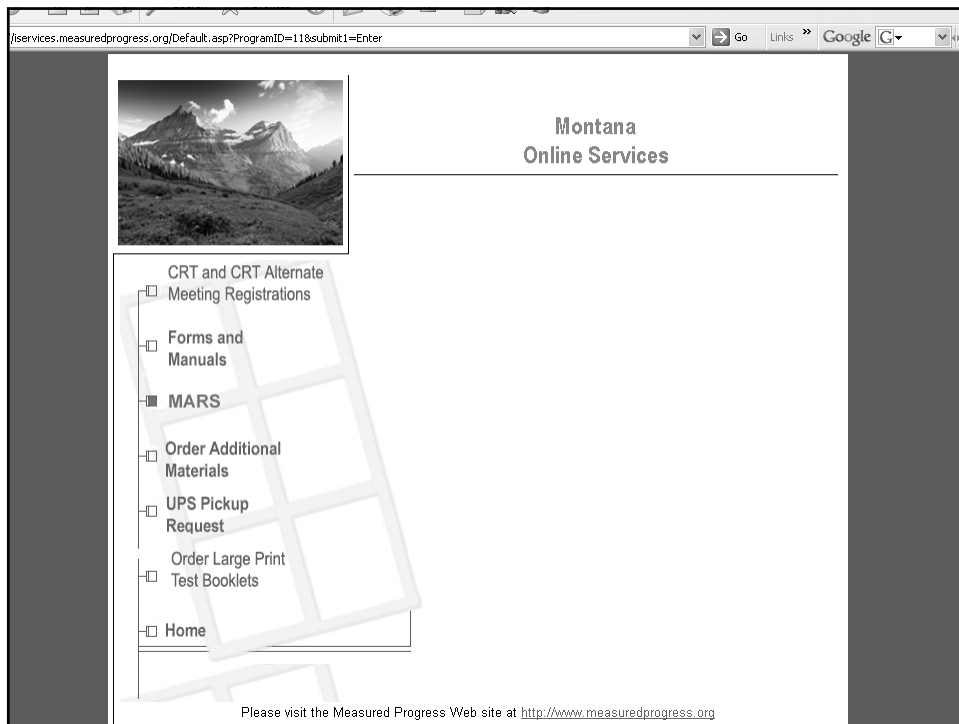 /iservices.measuredprogress.org/Default.asp?ProgramID=11&submit1=Enter
Go
Links »
Google G
Montana
Online Services
CRT and CRT Alternate
Meeting Registrations
Forms and
Manuals
MARS
Order Additional
Materials
UPS Pickup
Request
Order Large Print
Test Booklets
Home
Please visit the Measured Progress Web site at http://www.measuredprogress.org